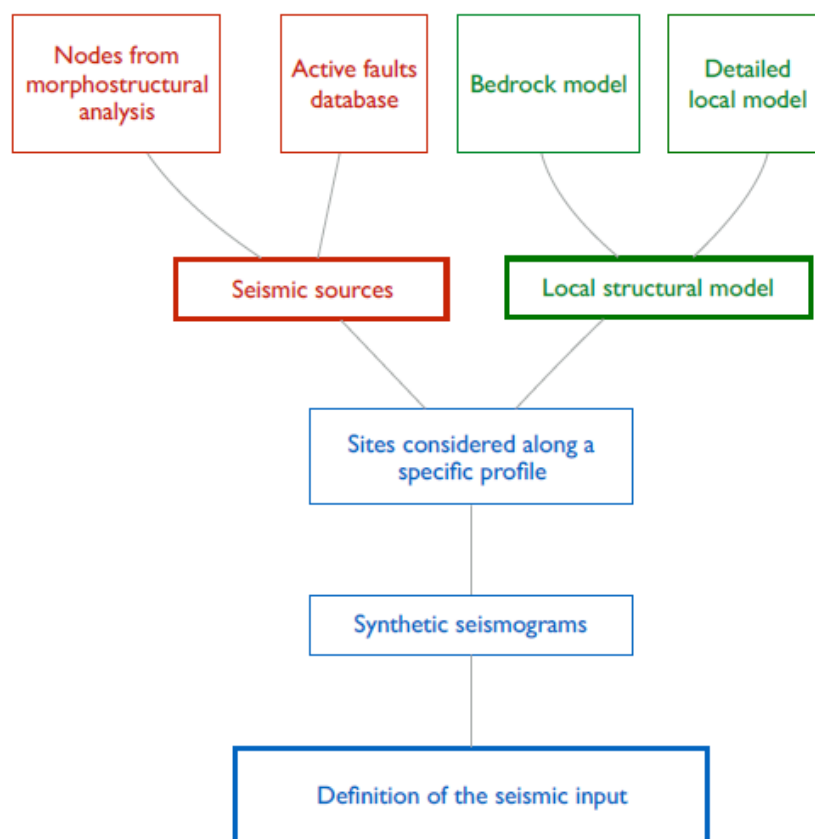 Nodes from
morphostructural
analysis
Active faults
database
Bedrock model
Detailed
local model
Seismic sources
Local structural model
Sites considered along a
specific profile
Synthetic seismograms
Definition of the seismic input